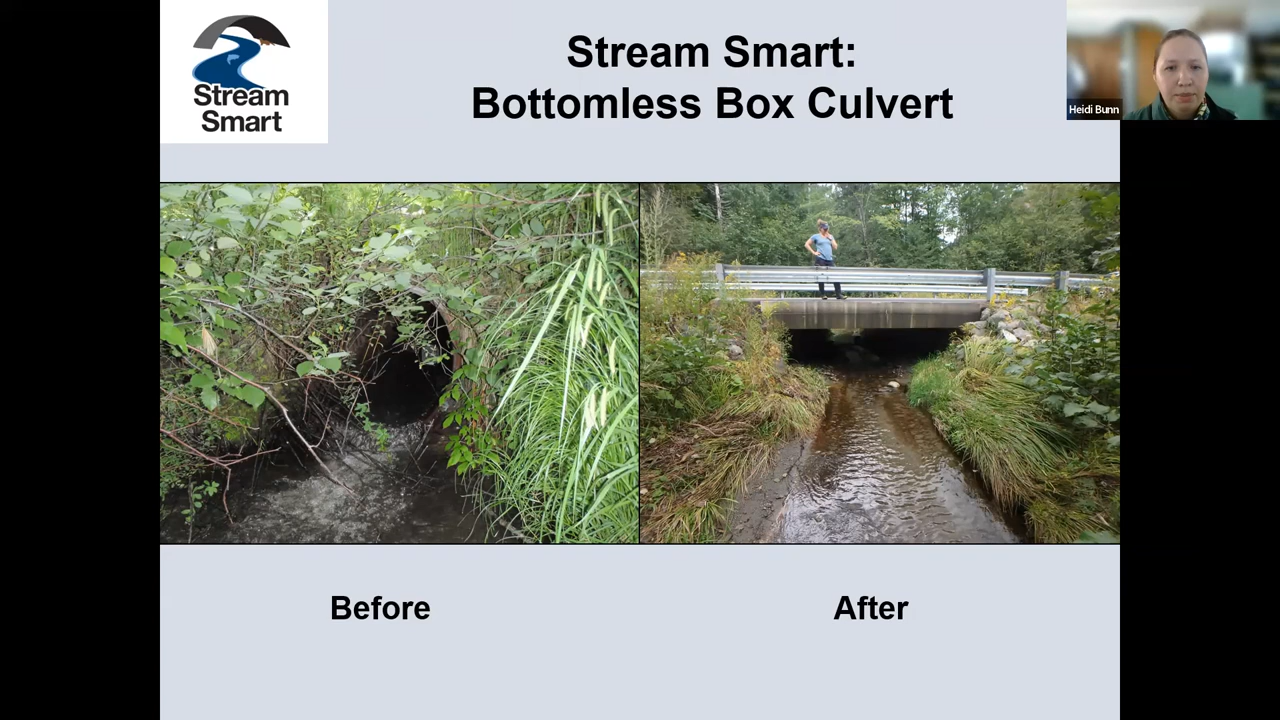 Stream
Smart
Stream Smart:
Bottomless Box Culvert
Heidi Bunn
Before
After